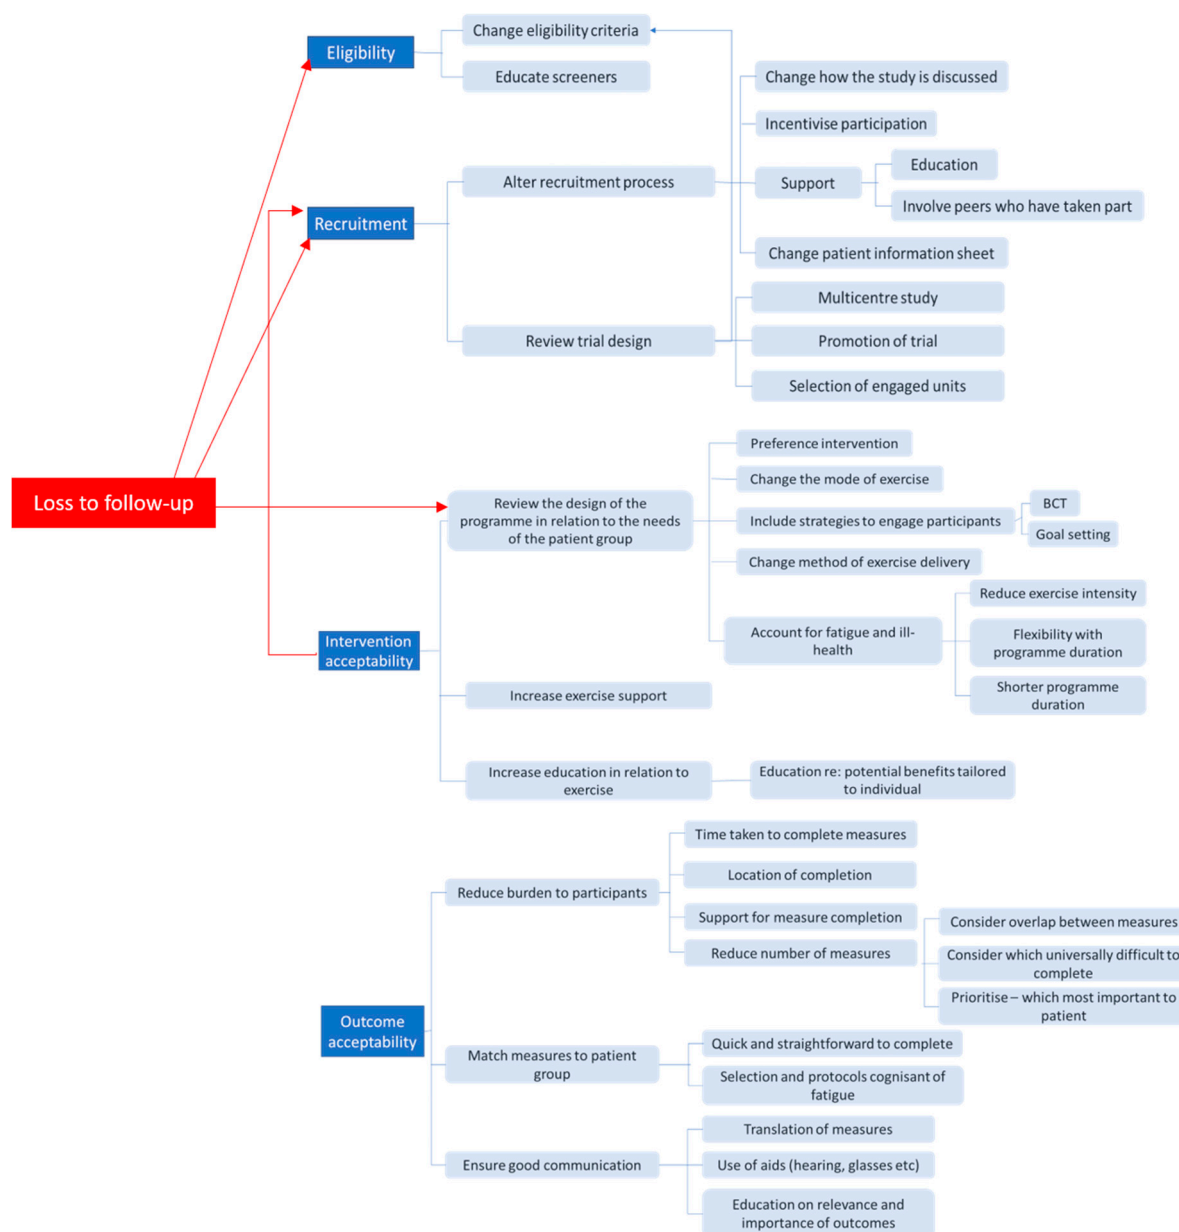 Eligibility
Change eligibility criteria
Educate screeners
Change how the study is discussed
Incentivise participation
Alter recruitment process
Support
Education
Involve peers who have taken part
Recruitment
Change patient information sheet
Multicentre study
Review trial design
Promotion of trial
Selection of engaged units
Loss to follow-up
Review the design of the
programme in relation to the needs
of the patient group
Preference intervention
Change the mode of exercise
Include strategies to engage participants
BCT
Goal setting
Change method of exercise delivery
Account for fatigue and ill-
health
Reduce exercise intensity
Flexibility with
programme duration
Shorter programme
duration
Intervention
acceptability
Increase exercise support
Increase education in relation to
exercise
Education re: potential benefits tailored
to individual
Time taken to complete measures
Reduce burden to participants
Location of completion
Support for measure completion
Reduce number of measures
Consider overlap between measures
Consider which universally difficult to
complete
Prioritise – which most important to
patient
Outcome
acceptability
Match measures to patient
group
Quick and straightforward to complete
Selection and protocols cognisant of
fatigue
Ensure good communication
Translation of measures
Use of aids (hearing, glasses etc)
Education on relevance and
importance of outcomes